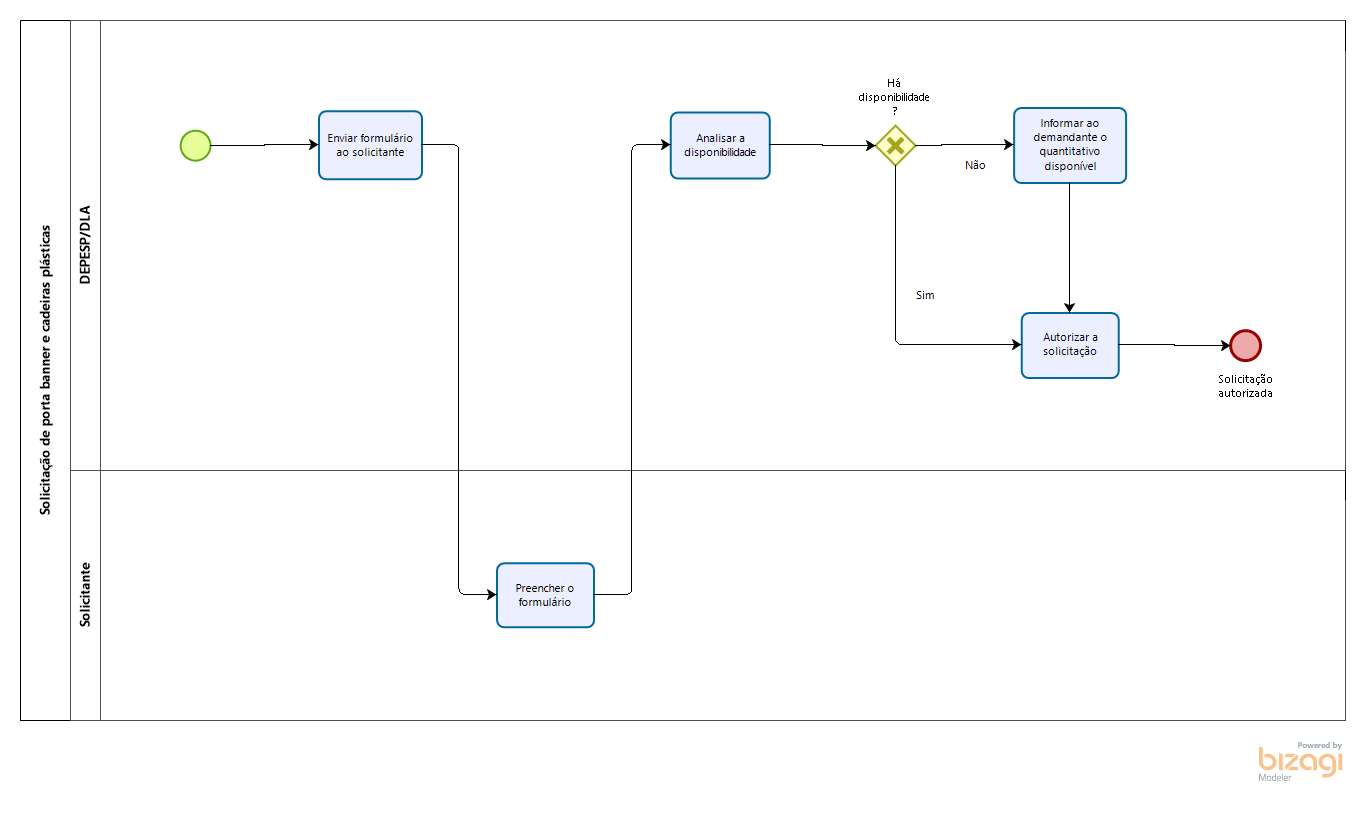 Solicitação de porta banner e cadeiras plásticas
DEPESP/DLA
Enviar formulário
ao solicitante
Analisar a
disponibilidade
Há
disponibilidade
?
Não
Informar ao
demandante o
quantitativo
disponível
Sim
Autorizar a
solicitação
Solicitação
autorizada
Solicitante
Preencher o
formulário
Powered by
bizagi
Modeler